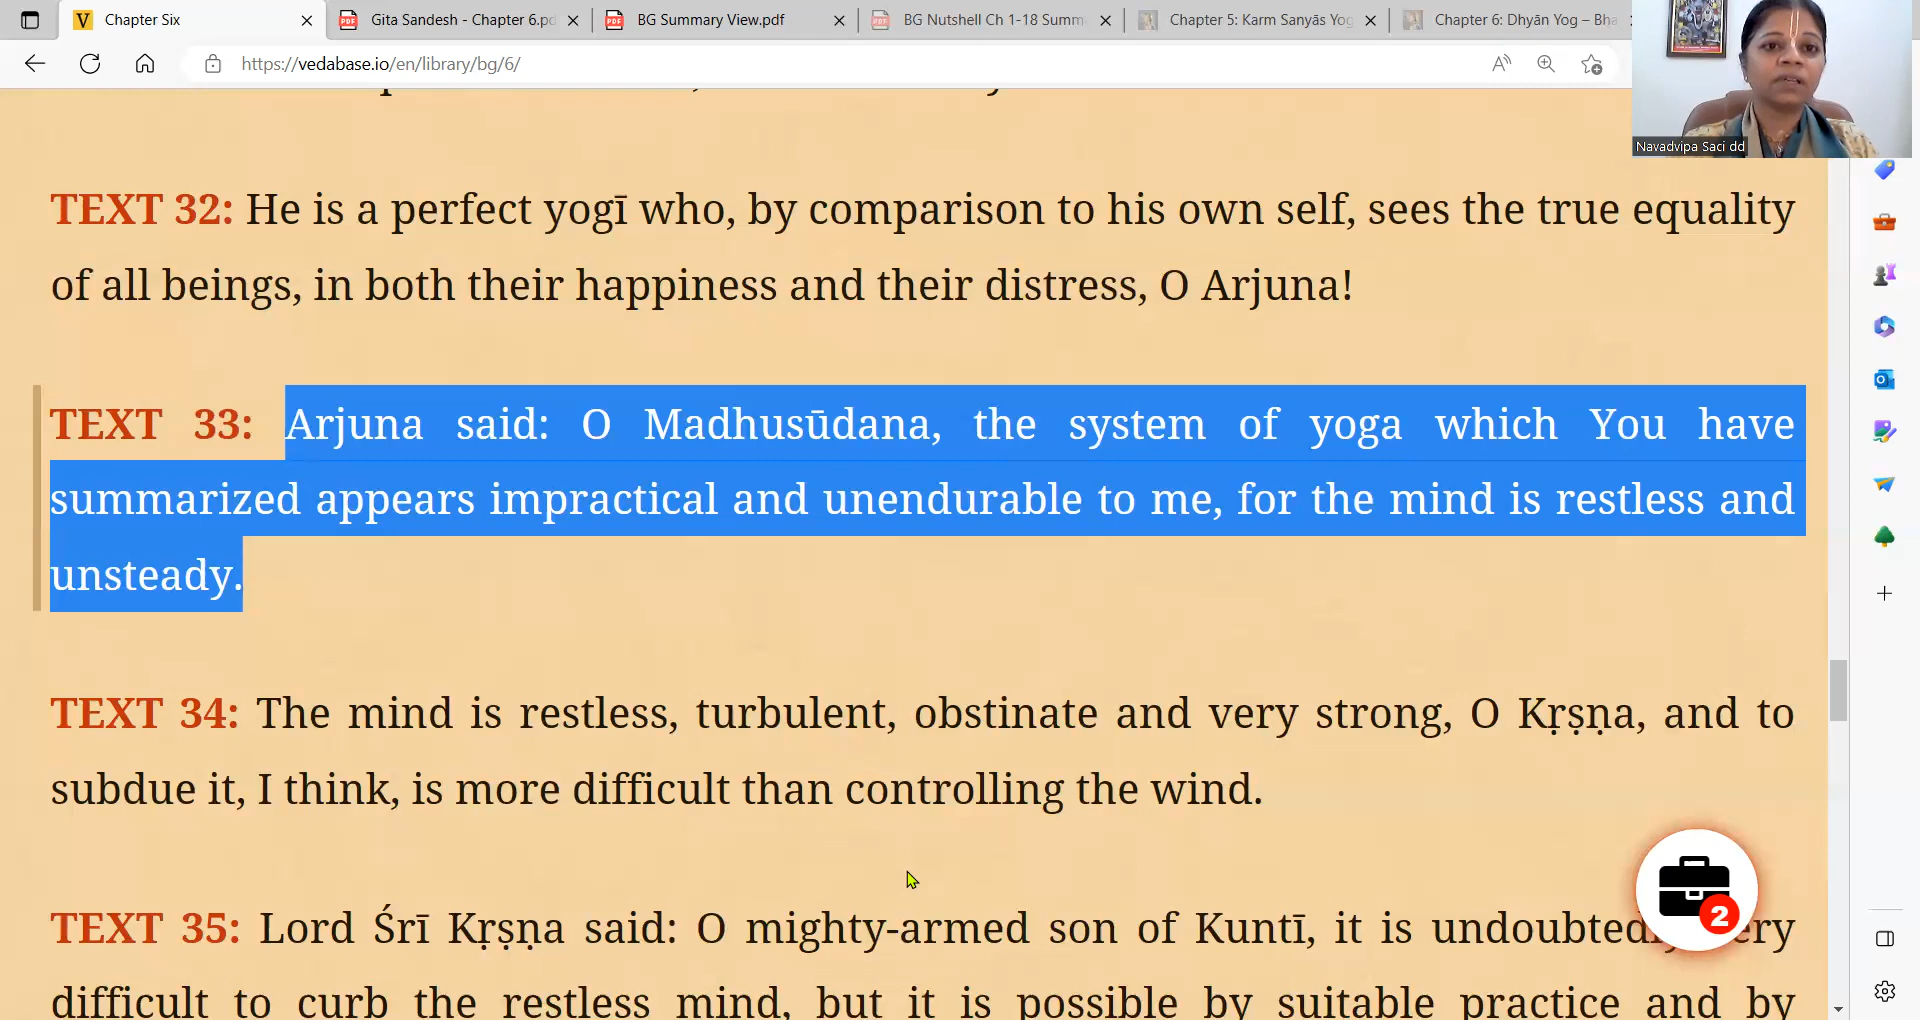 Chapter Six
Gita Sandesh - Chapter 6.pd
BG Summary View.pdf
BG Nutshell Ch 1-18 Summ
Chapter 5: Karm Sanyās Yog
Chapter 6: Dhyān Yog – Bha
https://vedabase.io/en/library/bg/6/
Navadvipa Saci dd
TEXT 32: He is a perfect yogī who, by comparison to his own self, sees the true equality
of all beings, in both their happiness and their distress, O Arjuna!
TEXT 33: Arjuna said: O Madhusūdana, the system of yoga which You have
summarized appears impractical and unendurable to me, for the mind is restless and
unsteady.
TEXT 34: The mind is restless, turbulent, obstinate and very strong, O Kṛṣṇa, and to
subdue it, I think, is more difficult than controlling the wind.
2
TEXT 35: Lord Śrī Kṛṣṇa said: O mighty-armed son of Kuntī, it is undoubtedly very
difficult to curb the restless mind, but it is possible by suitable practice and by